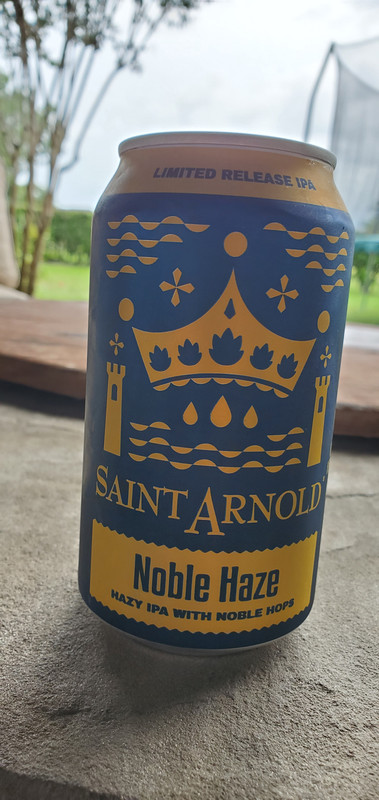 LIMITED RELEASE IPA
SAINT ARNOLD
Noble Haze
HAZY IPA WITH NOBLE HOPS